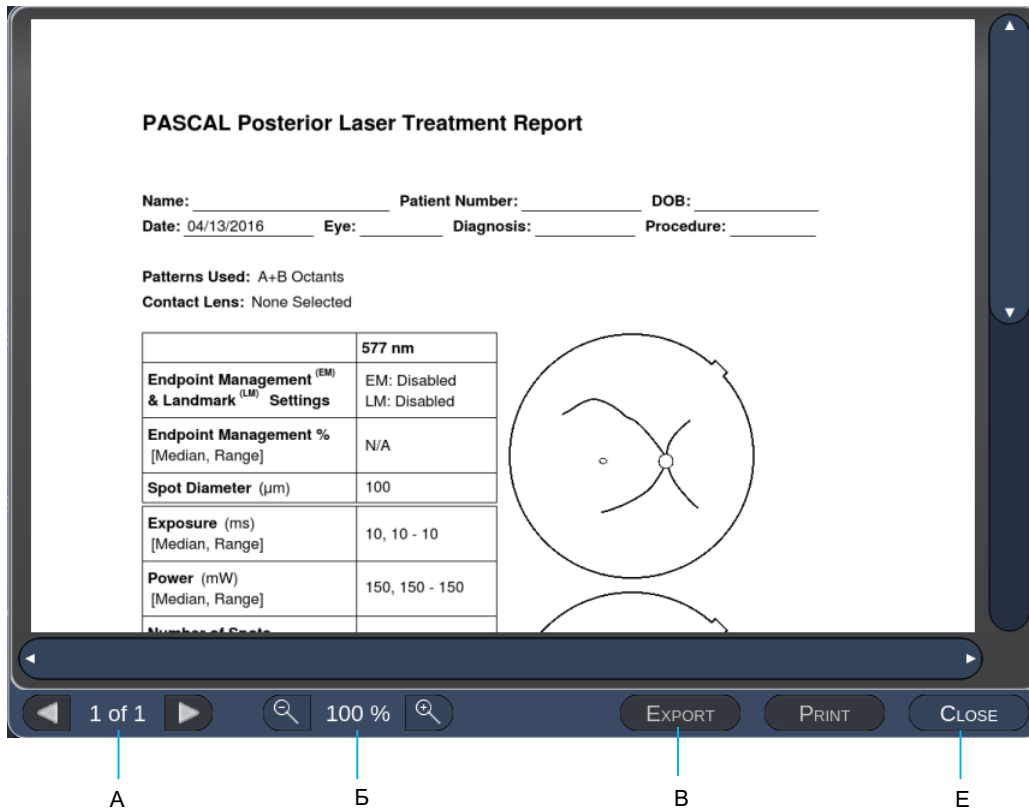 PASCAL Posterior Laser Treatment Report
Name: Patient Number: DOB:
Date: 04/13/2016 Eye: Diagnosis: Procedure:
Patterns Used: A+B Octants
Contact Lens: None Selected
577 nm
Endpoint Management (EM) & Landmark (LM) Settings
EM: Disabled
LM: Disabled
Endpoint Management %
[Median, Range]
N/A
Spot Diameter (µm) 100
Exposure (ms)
[Median, Range]
10, 10 - 10
Power (mW)
[Median, Range]
150, 150 - 150
Number of Spots
1 of 1 100 % EXPORT PRINT CLOSE
А Б В Е